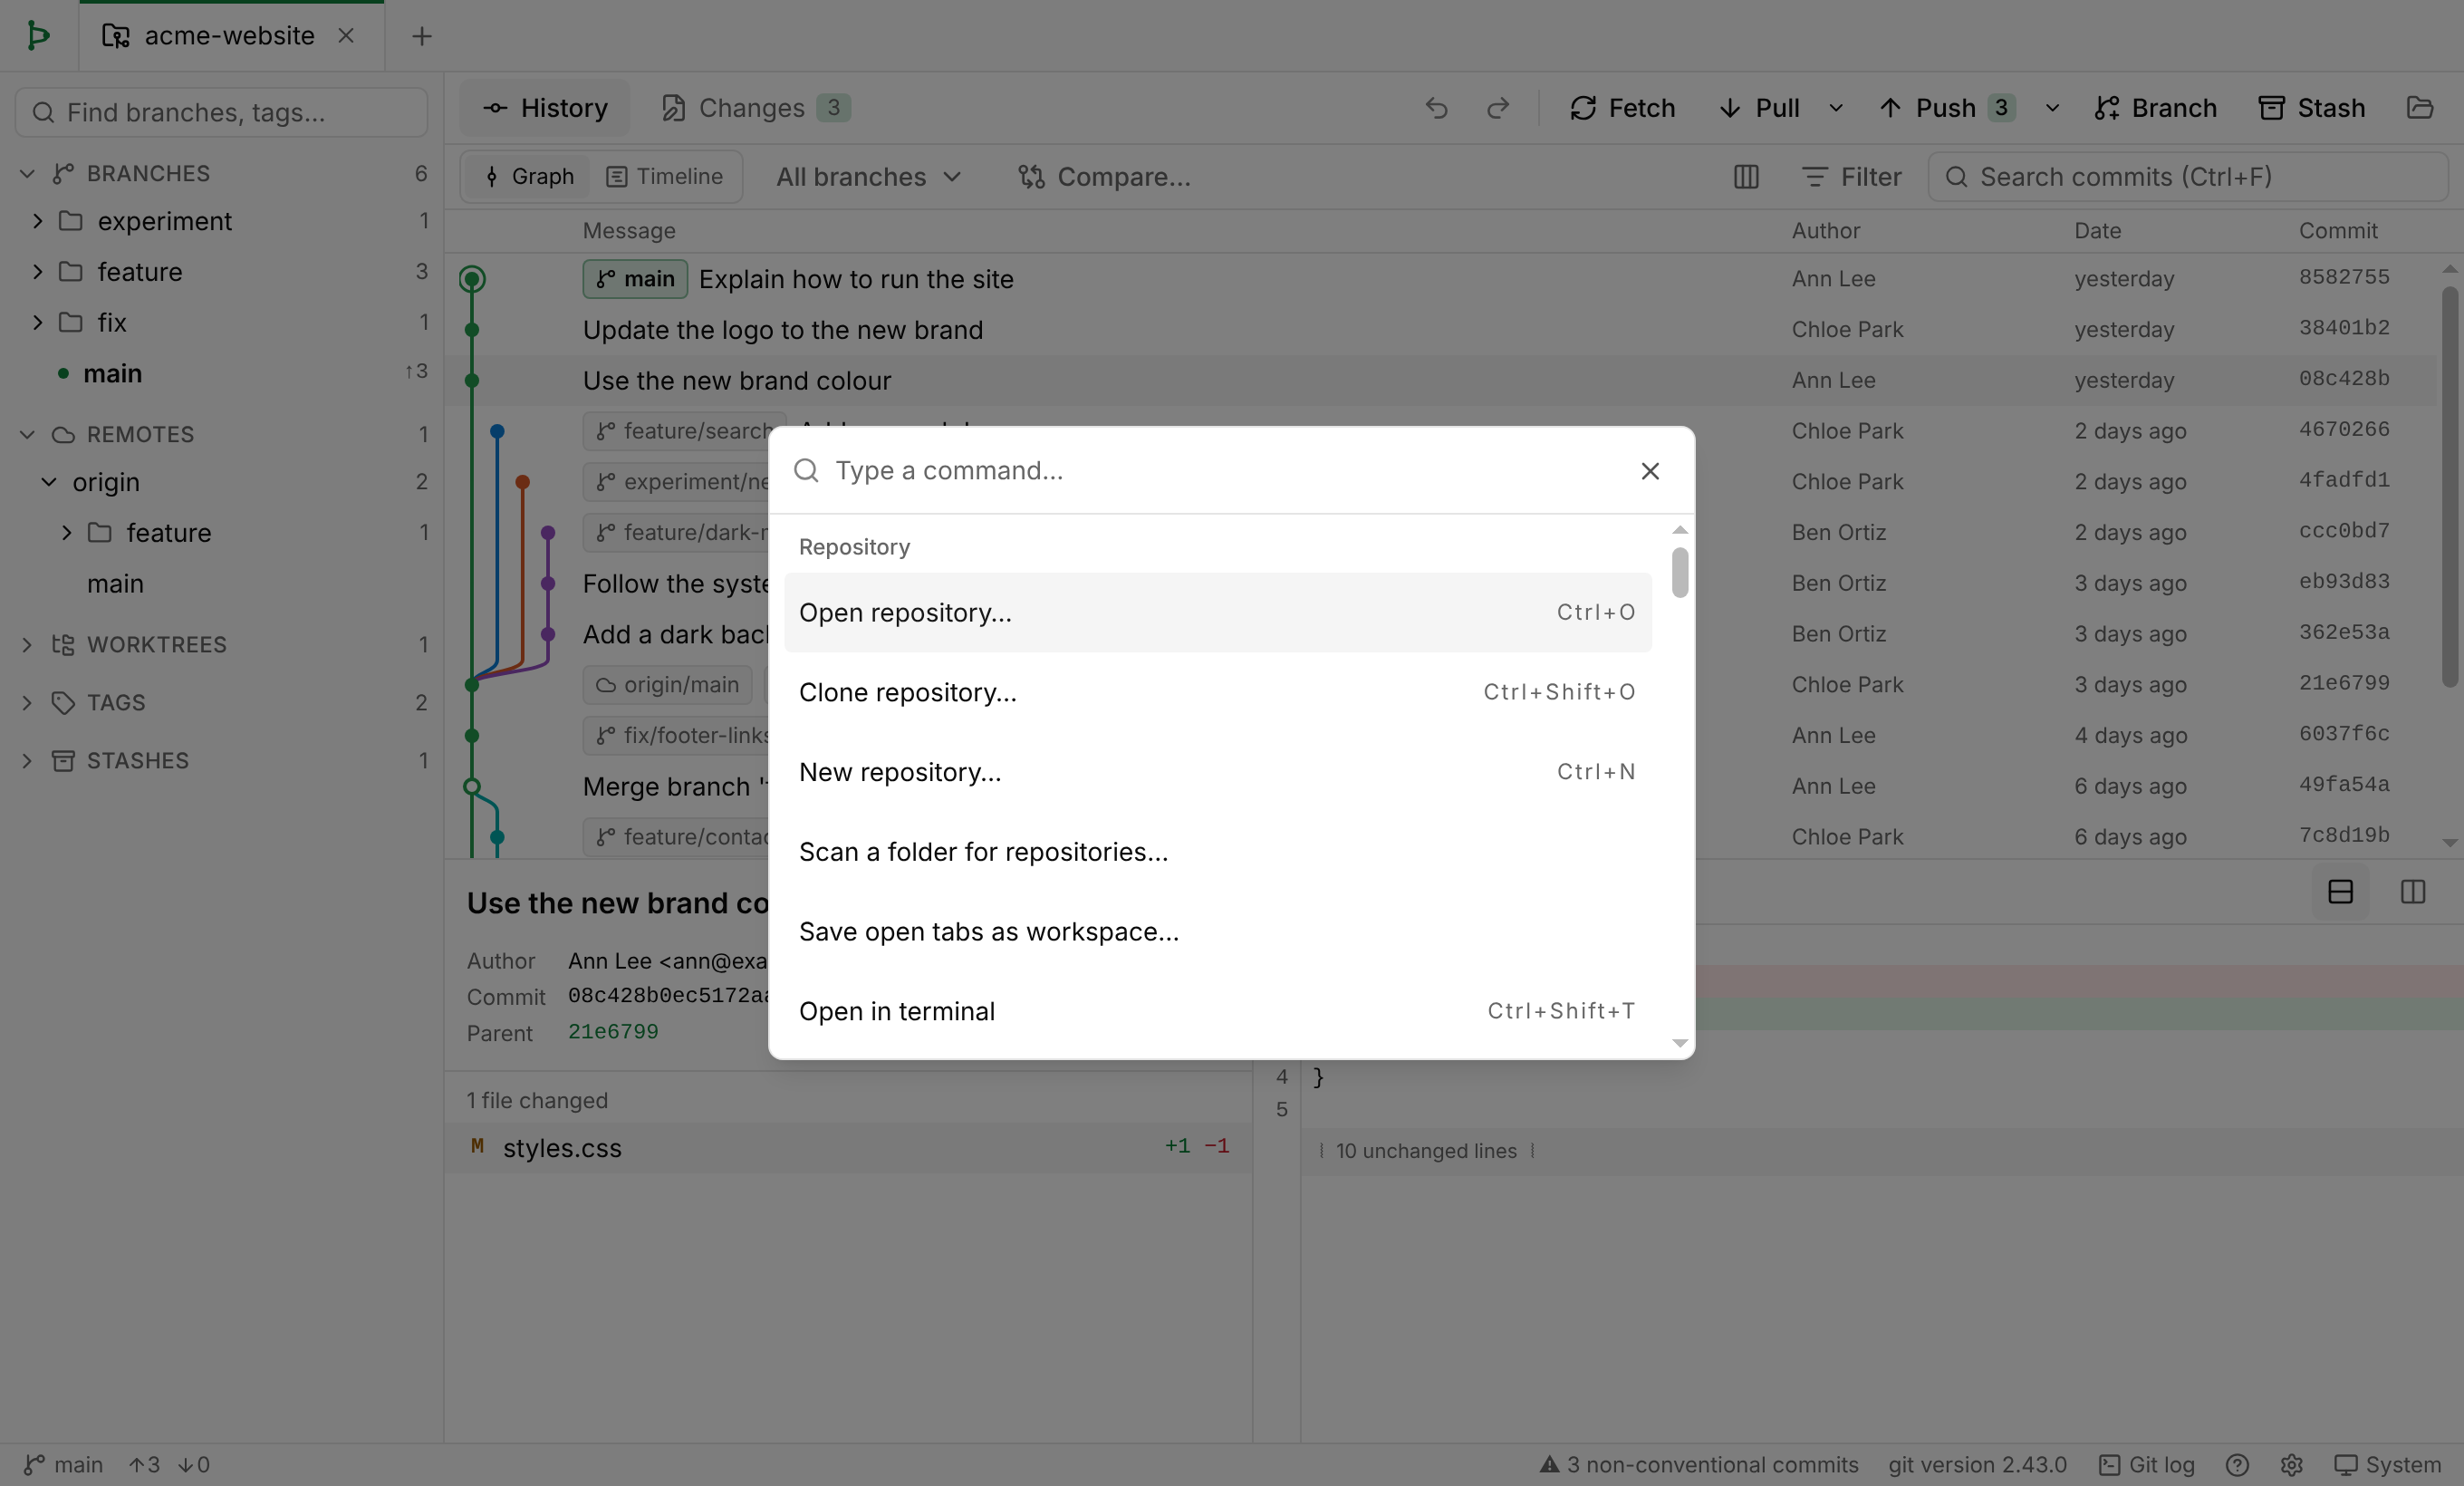 acme-website
Find branches, tags...
BRANCHES 6
experiment 1
feature 3
fix 1
main ↑3
REMOTES 1
origin 2
feature 1
main
WORKTREES 1
TAGS 2
STASHES 1
History Changes 3 Fetch Pull Push 3 Branch Stash
Graph Timeline All branches Compare... Filter Search commits (Ctrl+F)
Message Author Date Commit
main Explain how to run the site Ann Lee yesterday 8582755
Update the logo to the new brand Chloe Park yesterday 38401b2
Use the new brand colour Ann Lee yesterday 08c428b
feature/search Chloe Park 2 days ago 4670266
experiment/ne Chloe Park 2 days ago 4fadfd1
feature/dark- Ben Ortiz 2 days ago ccc0bd7
Follow the syste Ben Ortiz 3 days ago eb93d83
Add a dark bac Ben Ortiz 3 days ago 362e53a
origin/main Chloe Park 3 days ago 21e6799
fix/footer-links Ann Lee 4 days ago 6037f6c
Merge branch ' Ann Lee 6 days ago 49fa54a
feature/contac Chloe Park 6 days ago 7c8d19b
Type a command...
Repository
Open repository... Ctrl+O
Clone repository... Ctrl+Shift+O
New repository... Ctrl+N
Scan a folder for repositories...
Save open tabs as workspace...
Open in terminal Ctrl+Shift+T
Use the new brand co
Author Ann Lee <ann@exa
Commit 08c428b0ec5172a
Parent 21e6799
1 file changed
M styles.css +1 −1
4 }
5
10 unchanged lines
main ↑3 ↓0
3 non-conventional commits git version 2.43.0 Git log System